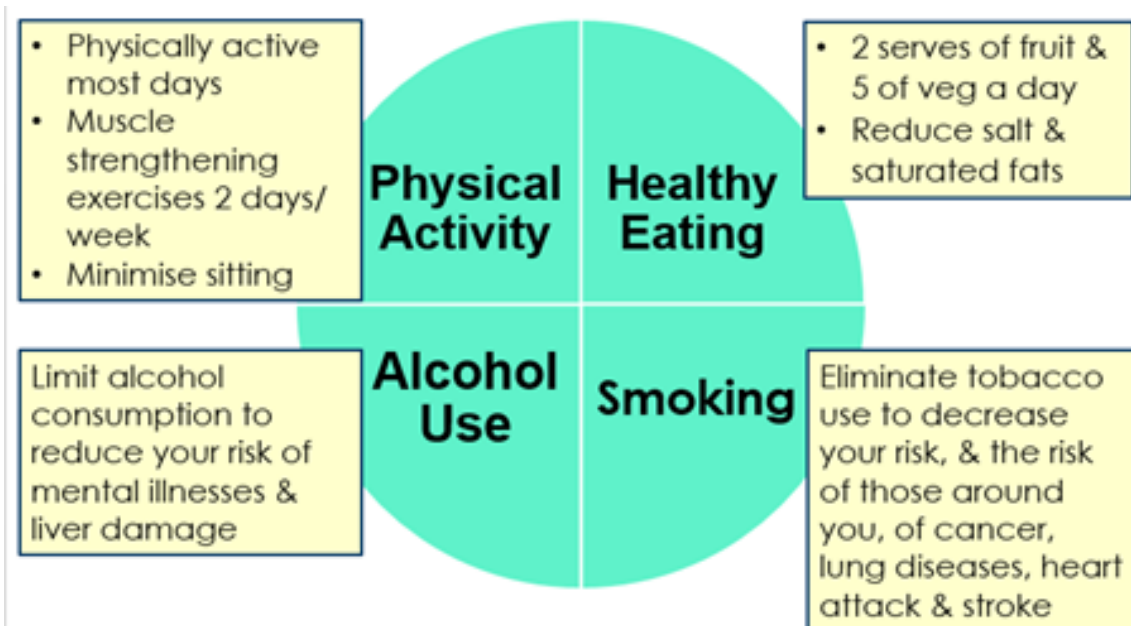 • Physically active
most days
• Muscle
strengthening
exercises 2 days/
week
• Minimise sitting
Physical
Activity
Healthy
Eating
• 2 serves of fruit &
5 of veg a day
• Reduce salt &
saturated fats
Limit alcohol
consumption to
reduce your risk of
mental illnesses &
liver damage
Alcohol
Use
Smoking
Eliminate tobacco
use to decrease
your risk, & the risk
of those around
you, of cancer,
lung diseases, heart
attack & stroke